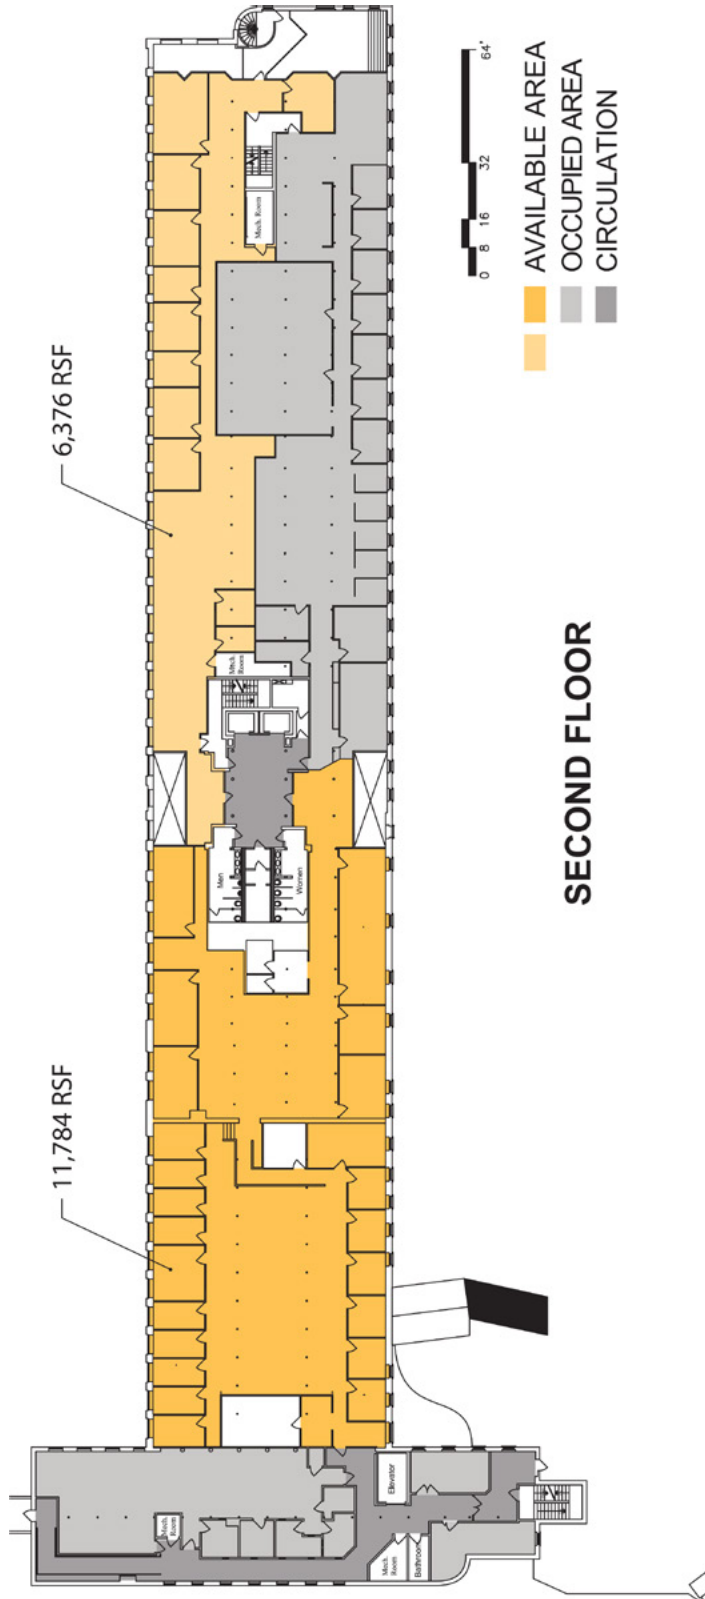 6,376 RSF
11,784 RSF
Mech. Room
Mech.
Room
Men
Women
Mech.
Room
Mech.
Room
Bathroom
Elevator
0 8 16 32 64'
AVAILABLE AREA
OCCUPIED AREA
CIRCULATION
SECOND FLOOR